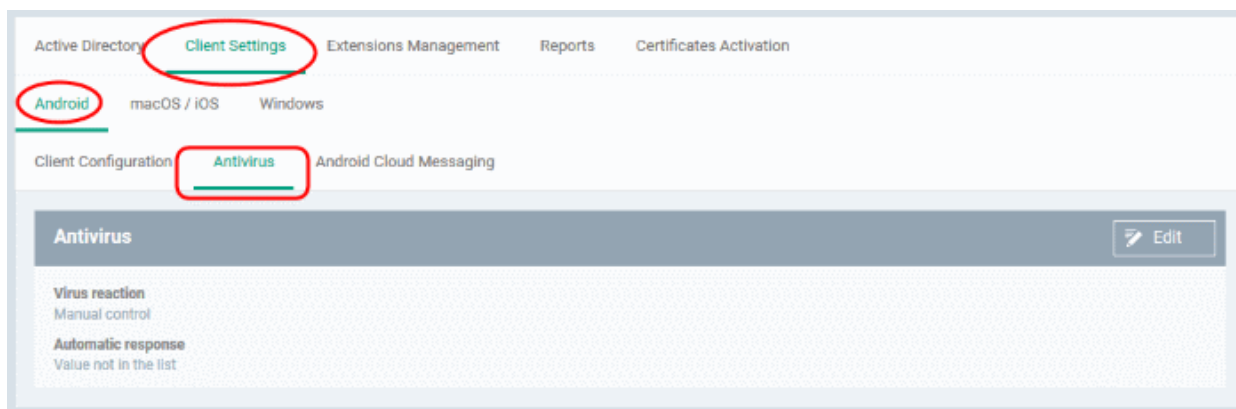 Active Directory Client Settings Extensions Management Reports Certificates Activation
Android macOS / iOS Windows
Client Configuration Antivirus Android Cloud Messaging
Antivirus Edit
Virus reaction
Manual control
Automatic response
Value not in the list